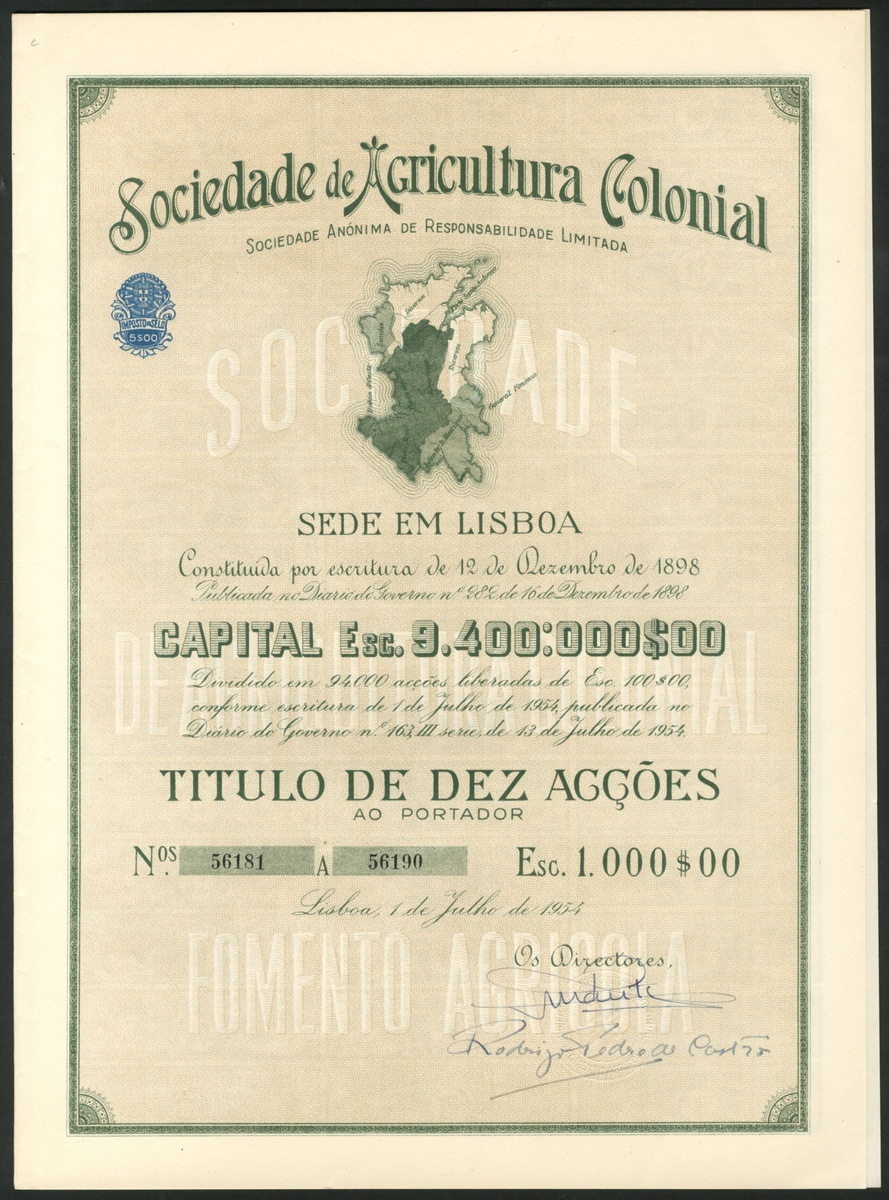 Sociedade de Agricultura Colonial
SOCIEDADE ANÓNIMA DE RESPONSABILIDADE LIMITADA
IMPOSTO DO SELO
5$00
SOCIEDADE
SEDE EM LISBOA
Constituída por escritura de 12 de Dezembro de 1898
Publicada no Diário do Governo nº 282 de 16 de Dezembro de 1898
CAPITAL Esc. 9.400:000$00
Dividido em 94.000 acções liberadas de Esc 100$00,
conforme escritura de 1 de Julho de 1954, publicada no
Diário do Governo n.º 163, III serie, de 13 de Julho de 1954.
TITULO DE DEZ ACÇÕES
AO PORTADOR
Nos. 56181 A 56190 Esc. 1.000$00
Lisboa, 1 de Julho de 1954
FOMENTO AGRICOLA
Os Directores,
Rodrigo Pedro de Castro